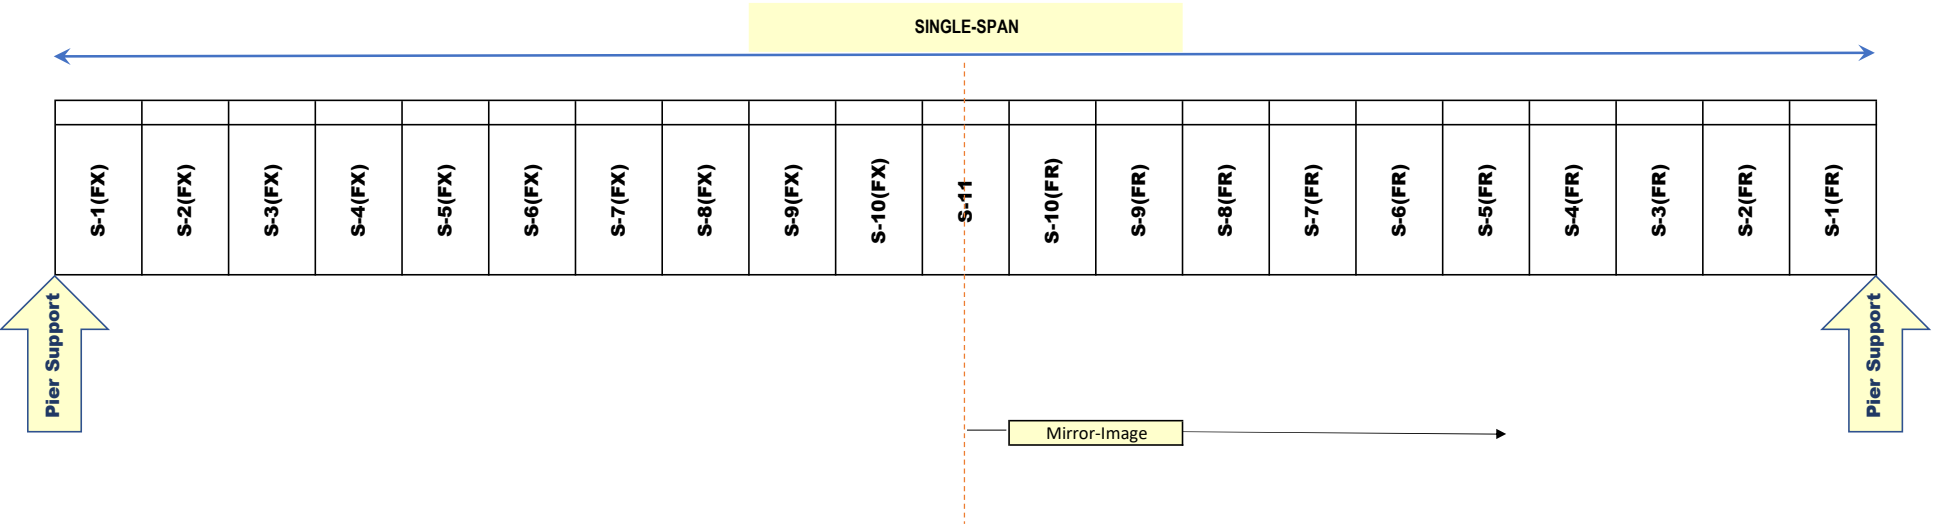 SINGLE-SPAN
S-1(FX)
S-2(FX)
S-3(FX)
S-4(FX)
S-5(FX)
S-6(FX)
S-7(FX)
S-8(FX)
S-9(FX)
S-10(FX)
S-11
S-10(FR)
S-9(FR)
S-8(FR)
S-7(FR)
S-6(FR)
S-5(FR)
S-4(FR)
S-3(FR)
S-2(FR)
S-1(FR)
Pier Support
Pier Support
Mirror-Image